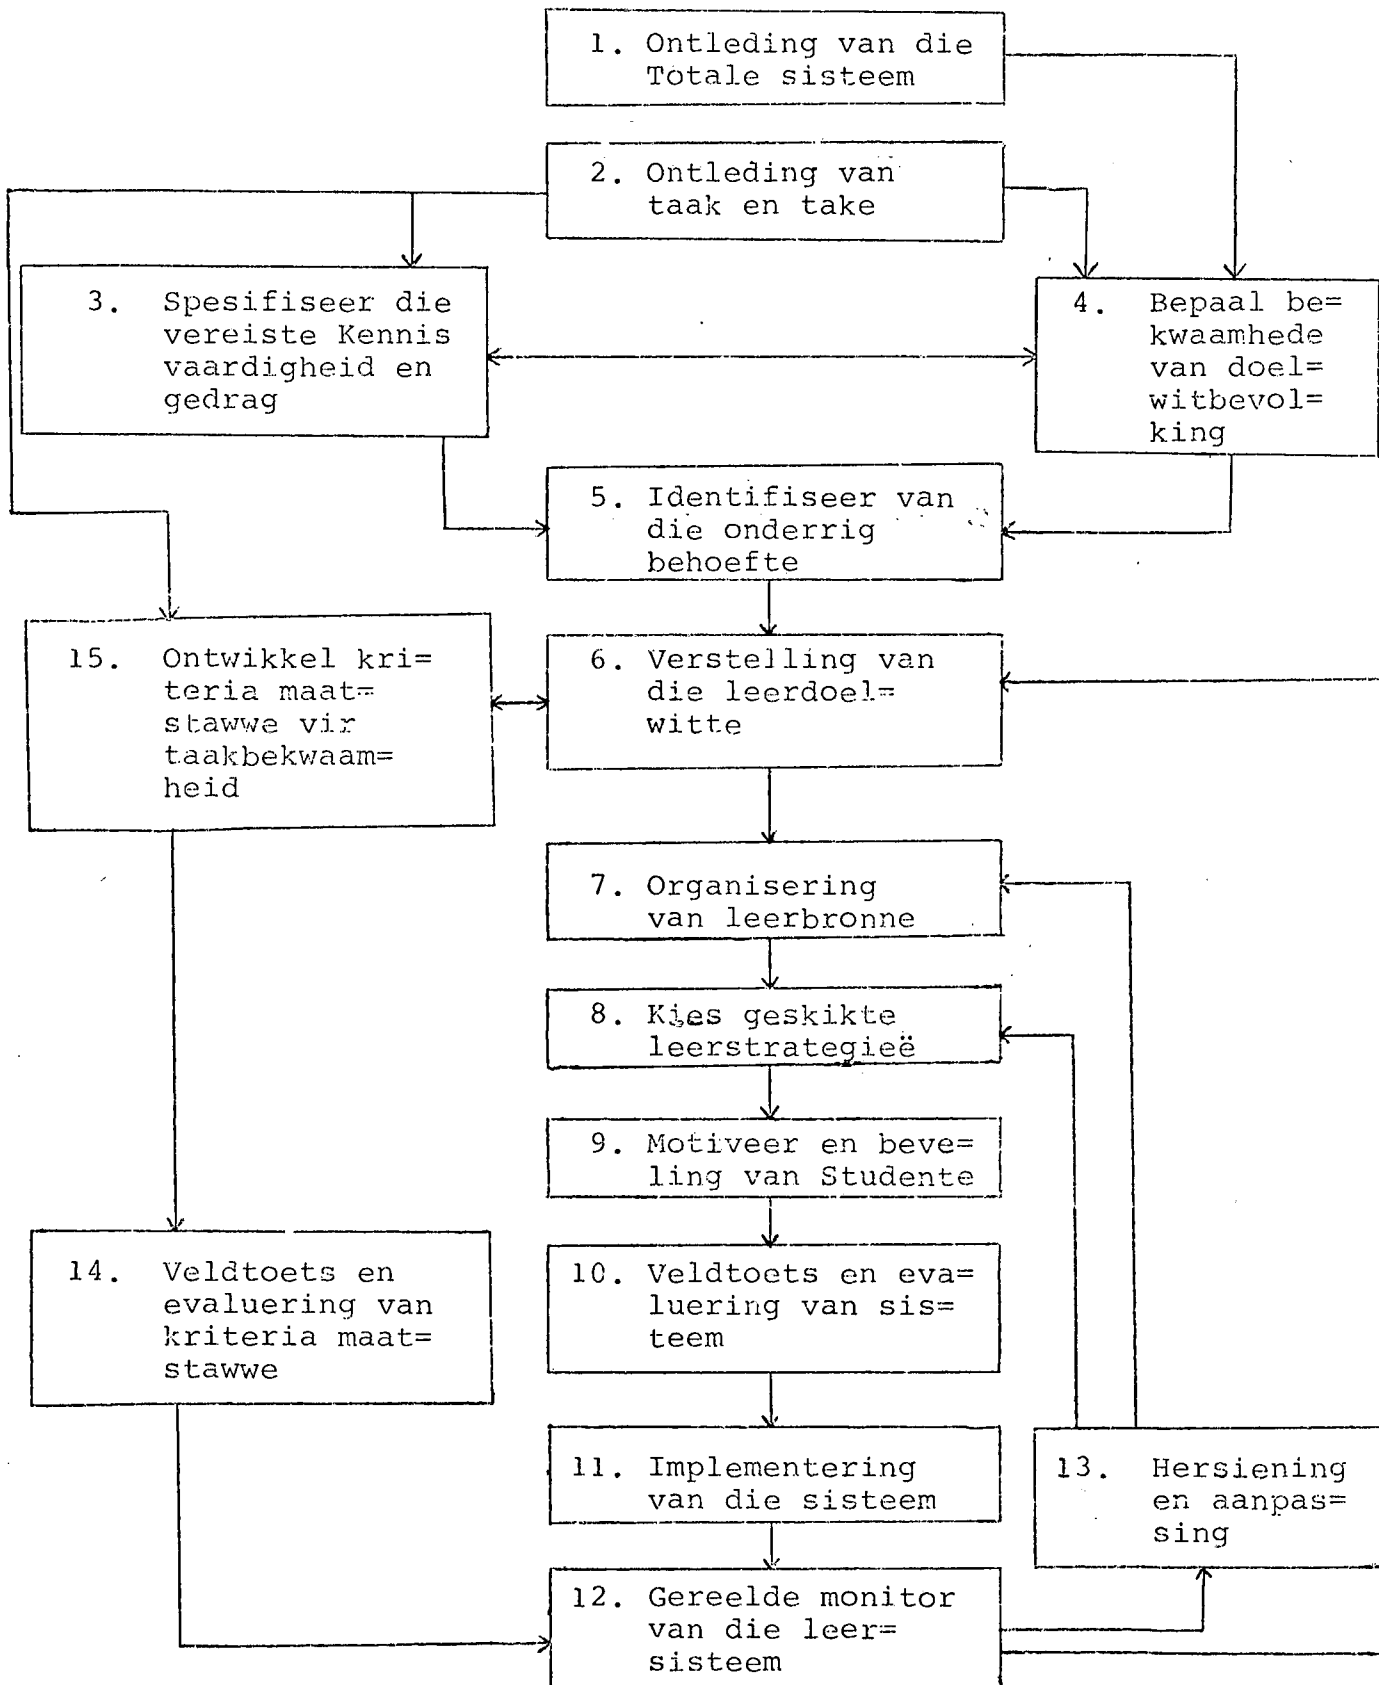 1. Ontleding van die
Totale sisteem
2. Ontleding van
taak en take
3. Spesifiseer die
vereiste Kennis
vaardigheid en
gedrag
4. Bepaal be=
kwaamhede
van doel=
witbevol=
king
5. Identifiseer van
die onderrig
behoefte
15. Ontwikkel kri=
teria maat=
stawwe vir
taakbekwaam=
heid
6. Verstelling van
die leerdoel=
witte
7. Organisering
van leerbronne
8. Kies geskikte
leerstrategieë
9. Motiveer en beve=
ling van Studente
14. Veldtoets en
evaluering van
kriteria maat=
stawwe
10. Veldtoets en eva=
luering van sis=
teem
11. Implementering
van die sisteem
13. Hersiening
en aanpas=
sing
12. Gereelde monitor
van die leer=
sisteem